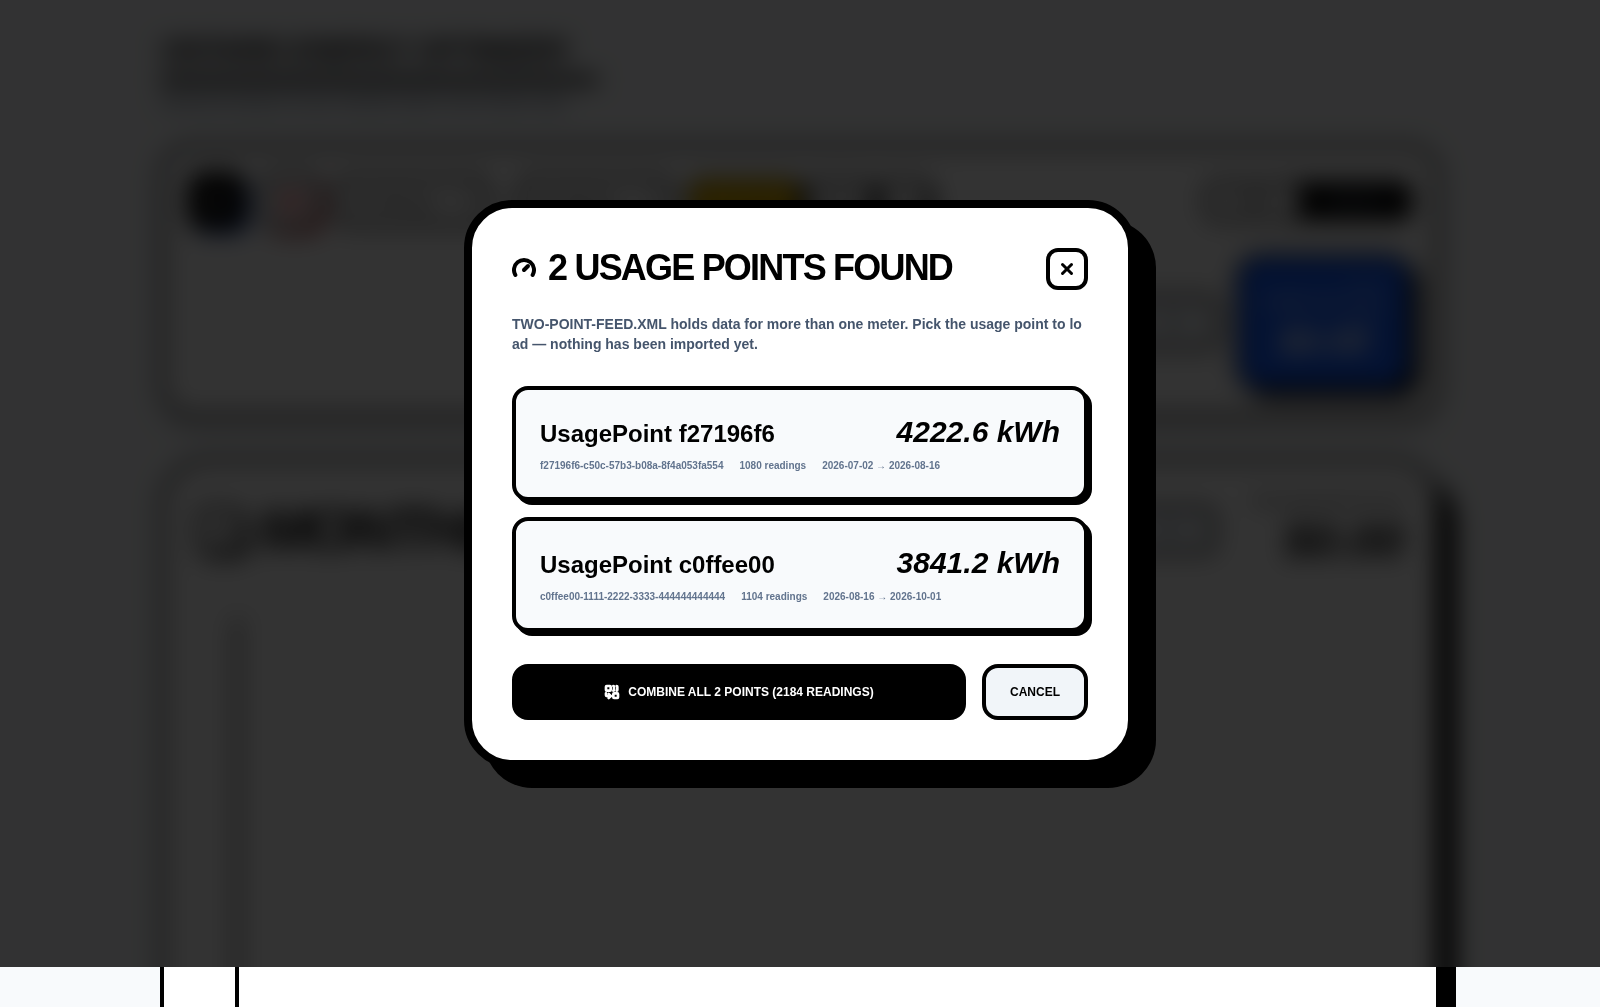 2 USAGE POINTS FOUND
TWO-POINT-FEED.XML holds data for more than one meter. Pick the usage point to lo
ad — nothing has been imported yet.
UsagePoint f27196f6 4222.6 kWh
f27196f6-c50c-57b3-b08a-8f4a053fa554 1080 readings 2026-07-02 → 2026-08-16
UsagePoint c0ffee00 3841.2 kWh
c0ffee00-1111-2222-3333-444444444444 1104 readings 2026-08-16 → 2026-10-01
COMBINE ALL 2 POINTS (2184 READINGS) CANCEL